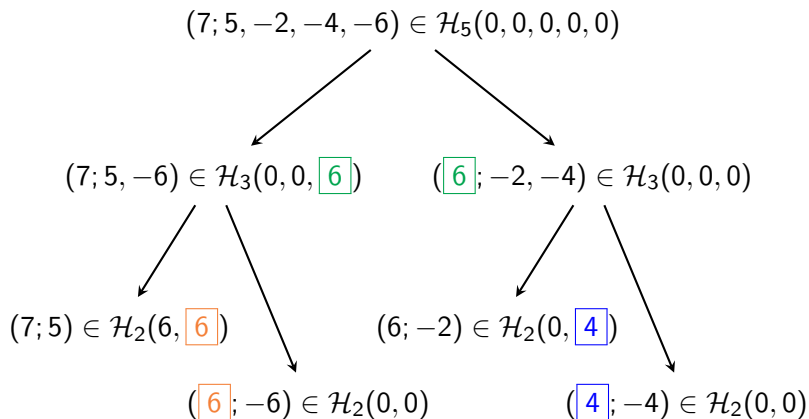 (7; 5, −2, −4, −6) ∈ ℋ₅(0, 0, 0, 0, 0)
(7; 5, −6) ∈ ℋ₃(0, 0, 6)
(6; −2, −4) ∈ ℋ₃(0, 0, 0)
(7; 5) ∈ ℋ₂(6, 6)
(6; −2) ∈ ℋ₂(0, 4)
(6; −6) ∈ ℋ₂(0, 0)
(4; −4) ∈ ℋ₂(0, 0)